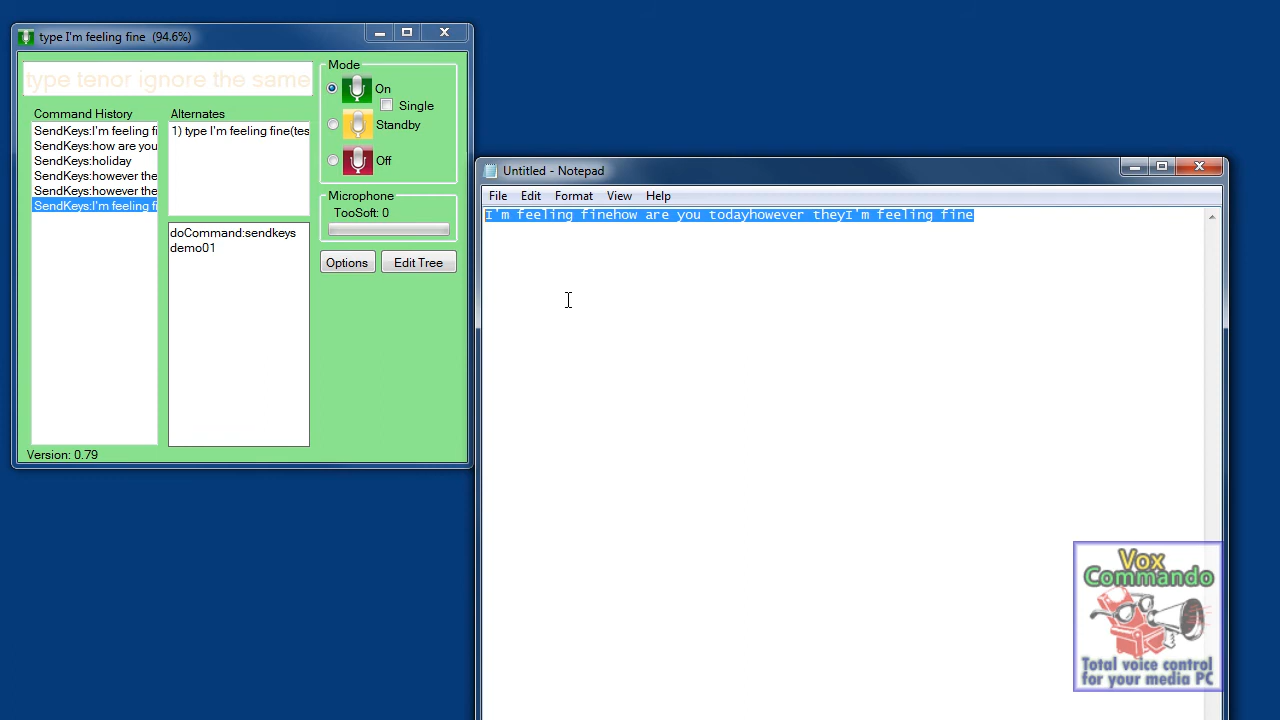 type I'm feeling fine (94.6%)
type tenor ignore the same
Mode
On
Single
Standby
Off
Command History
SendKeys:I'm feeling fi
SendKeys:how are you
SendKeys:holiday
SendKeys:however the
SendKeys:however the
SendKeys:I'm feeling fi
Alternates
1) type I'm feeling fine(tes
doCommand:sendkeys
demo01
Microphone
TooSoft: 0
Options
Edit Tree
Version: 0.79
Untitled - Notepad
File Edit Format View Help
I'm feeling finehow are you todayhowever theyI'm feeling fine
Vox
Commando
Total voice control
for your media PC